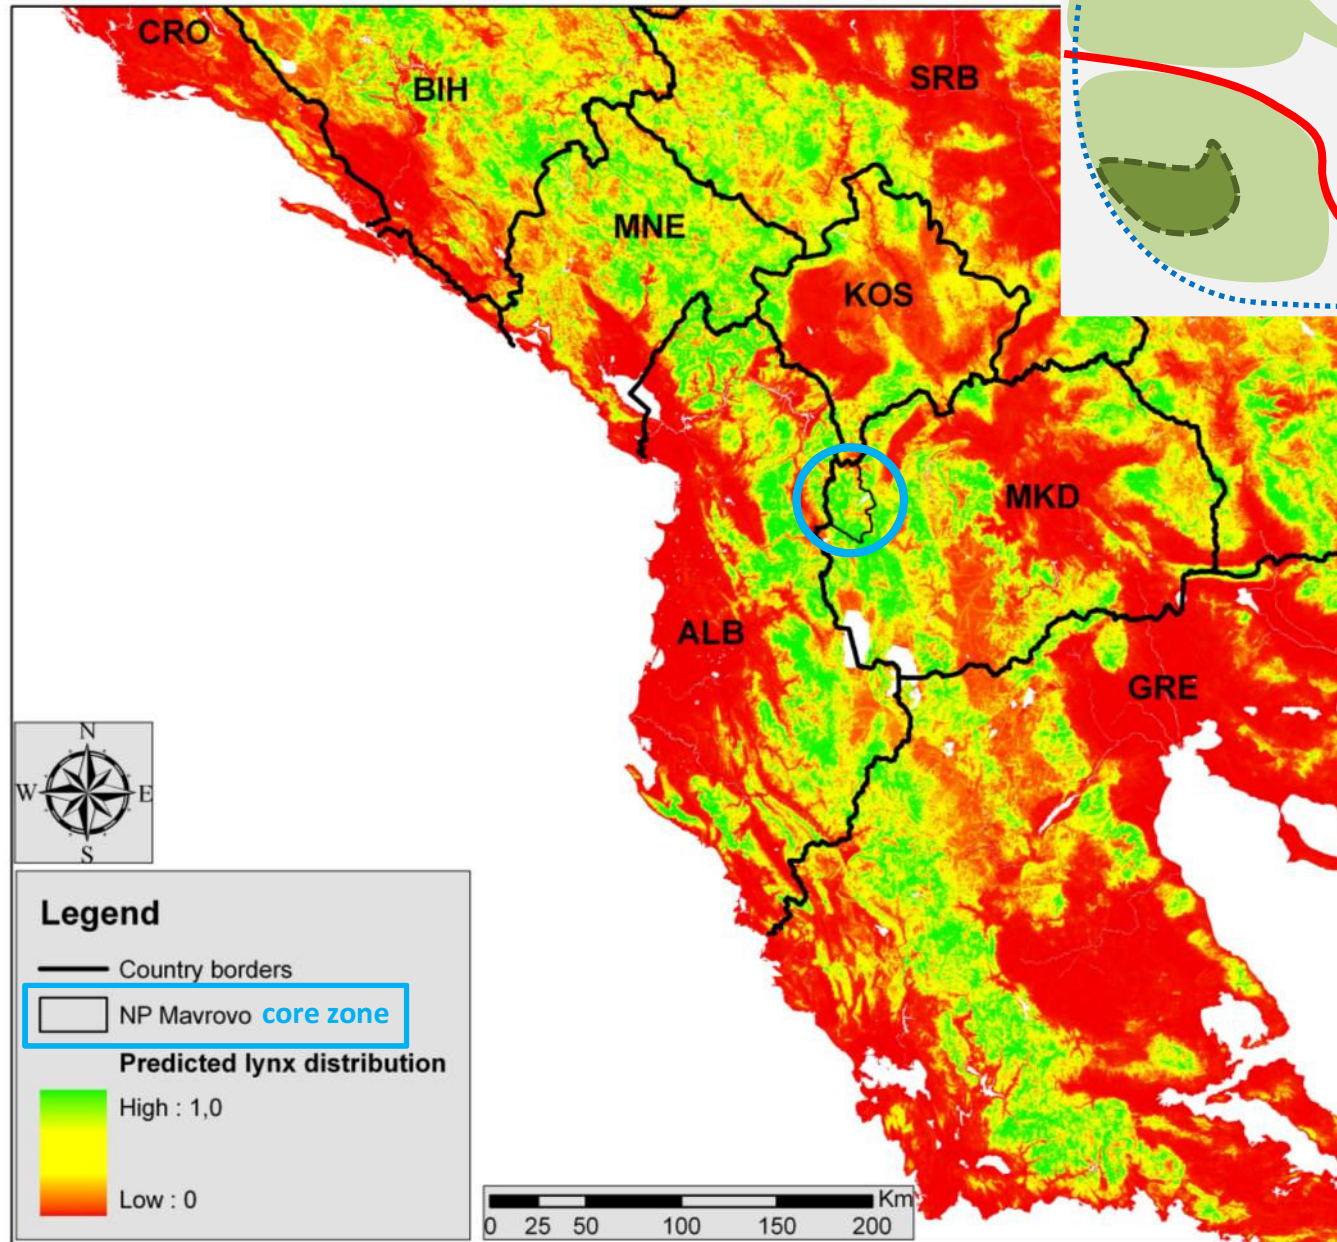 CRO
BIH
SRB
MNE
KOS
MKD
ALB
GRE
N
W E
S
Legend
Country borders
NP Mavrovo core zone
Predicted lynx distribution
High : 1,0
Low : 0
Km
0 25 50 100 150 200